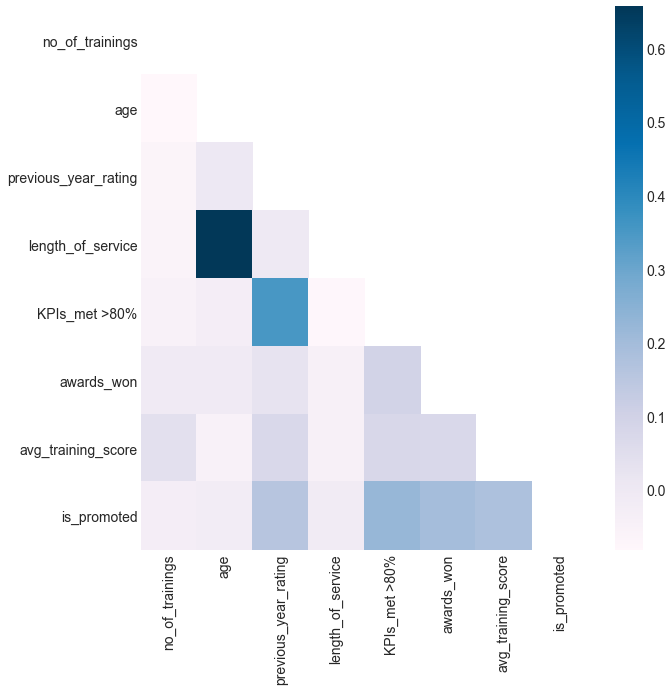 no_of_trainings
age
previous_year_rating
length_of_service
KPIs_met >80%
awards_won
avg_training_score
is_promoted
no_of_trainings
age
previous_year_rating
length_of_service
KPIs_met >80%
awards_won
avg_training_score
is_promoted
0.6
0.5
0.4
0.3
0.2
0.1
0.0